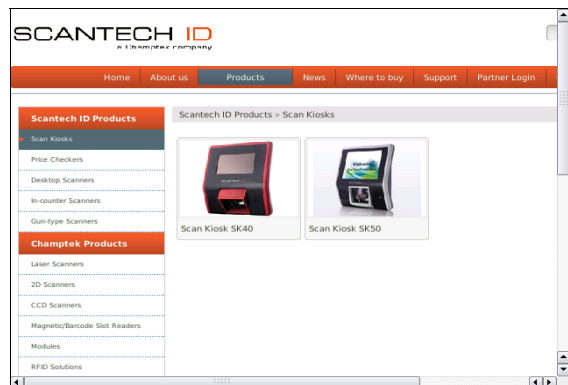 SCANTECH ID
a Champtek company
Home About us Products News Where to buy Support Partner Login
Scantech ID Products
Scan Kiosks
Price Checkers
Desktop Scanners
In-counter Scanners
Gun-type Scanners
Champtek Products
Laser Scanners
2D Scanners
CCD Scanners
Magnetic/Barcode Slot Readers
Modules
RFID Solutions
Scantech ID Products » Scan Kiosks
Welcome
Scan Kiosk SK40
Scan Kiosk SK50